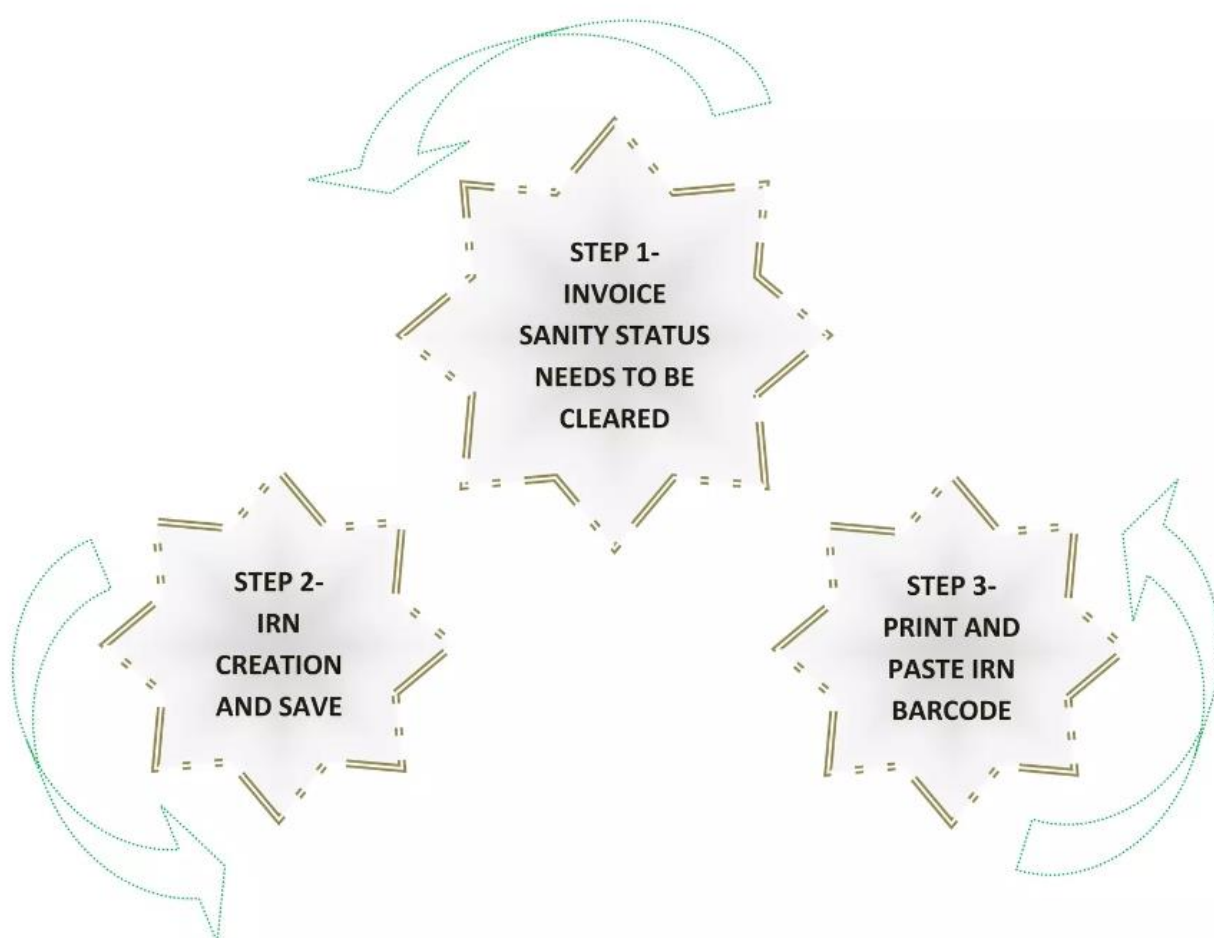 STEP 1-
INVOICE
SANITY STATUS
NEEDS TO BE
CLEARED
STEP 2-
IRN
CREATION
AND SAVE
STEP 3-
PRINT AND
PASTE IRN
BARCODE